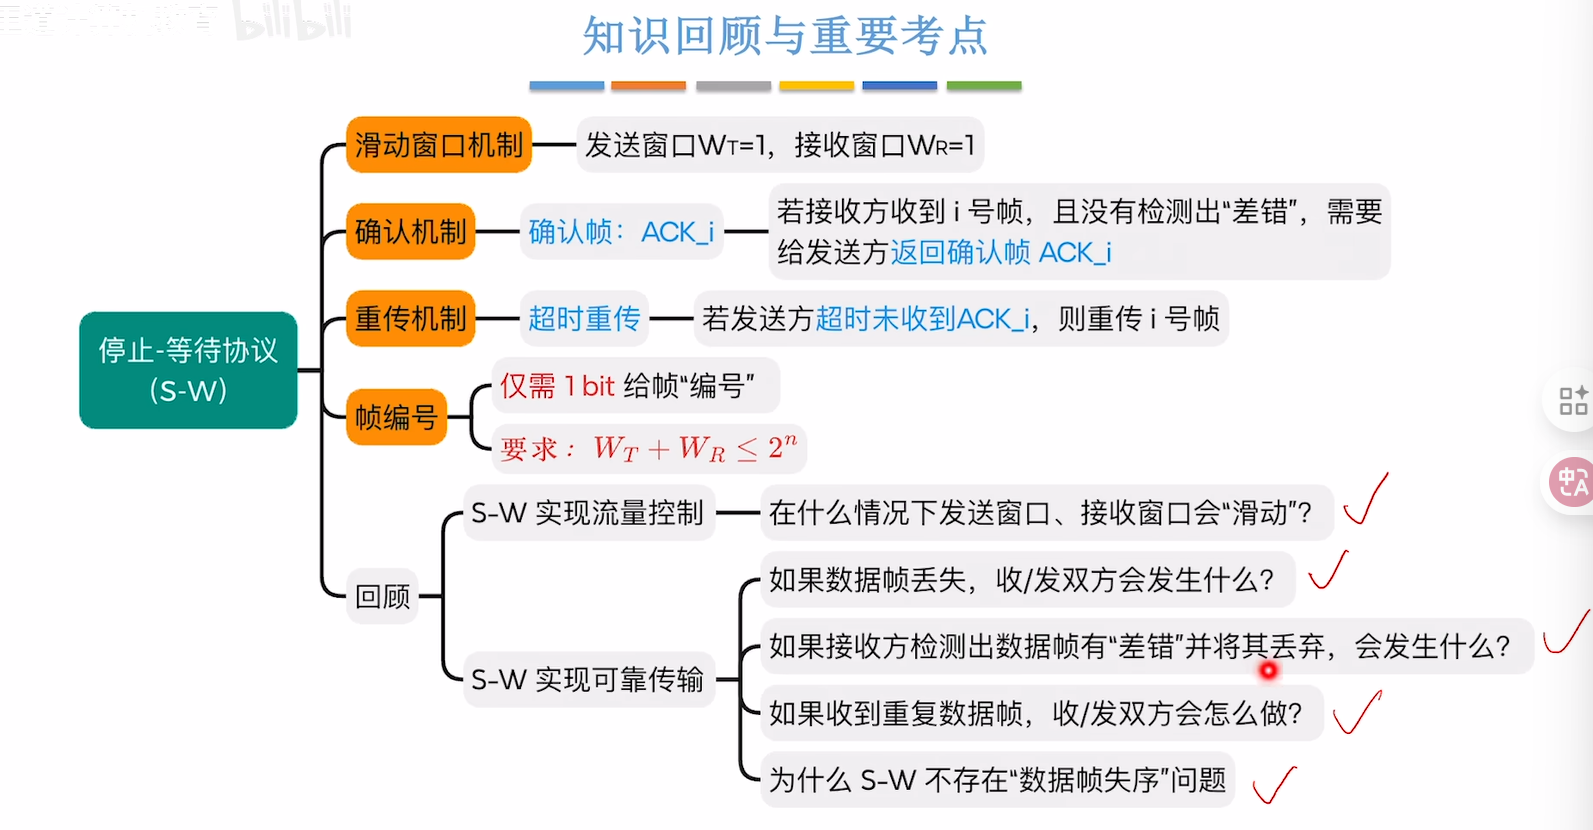 bilibili
知识回顾与重要考点
滑动窗口机制
发送窗口WT=1，接收窗口WR=1
确认机制
确认帧：ACK_i
若接收方收到 i 号帧，且没有检测出“差错”，需要
给发送方返回确认帧 ACK_i
重传机制
超时重传
若发送方超时未收到ACK_i，则重传 i 号帧
停止-等待协议
(S-W)
帧编号
仅需 1 bit 给帧“编号”
要求：W_T + W_R ≤ 2^n
回顾
S-W 实现流量控制
在什么情况下发送窗口、接收窗口会“滑动”？
S-W 实现可靠传输
如果数据帧丢失，收/发双方会发生什么？
如果接收方检测出数据帧有“差错”并将其丢弃，会发生什么？
如果收到重复数据帧，收/发双方会怎么做？
为什么 S-W 不存在“数据帧失序”问题
中A